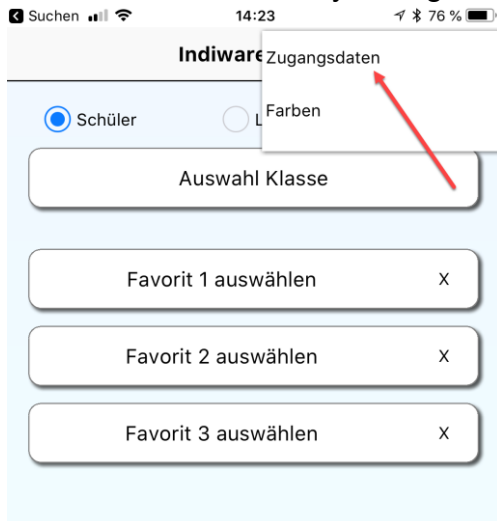 Suchen 14:23 76 %
Indiware
Zugangsdaten
Farben
Schüler L
Auswahl Klasse
Favorit 1 auswählen X
Favorit 2 auswählen X
Favorit 3 auswählen X